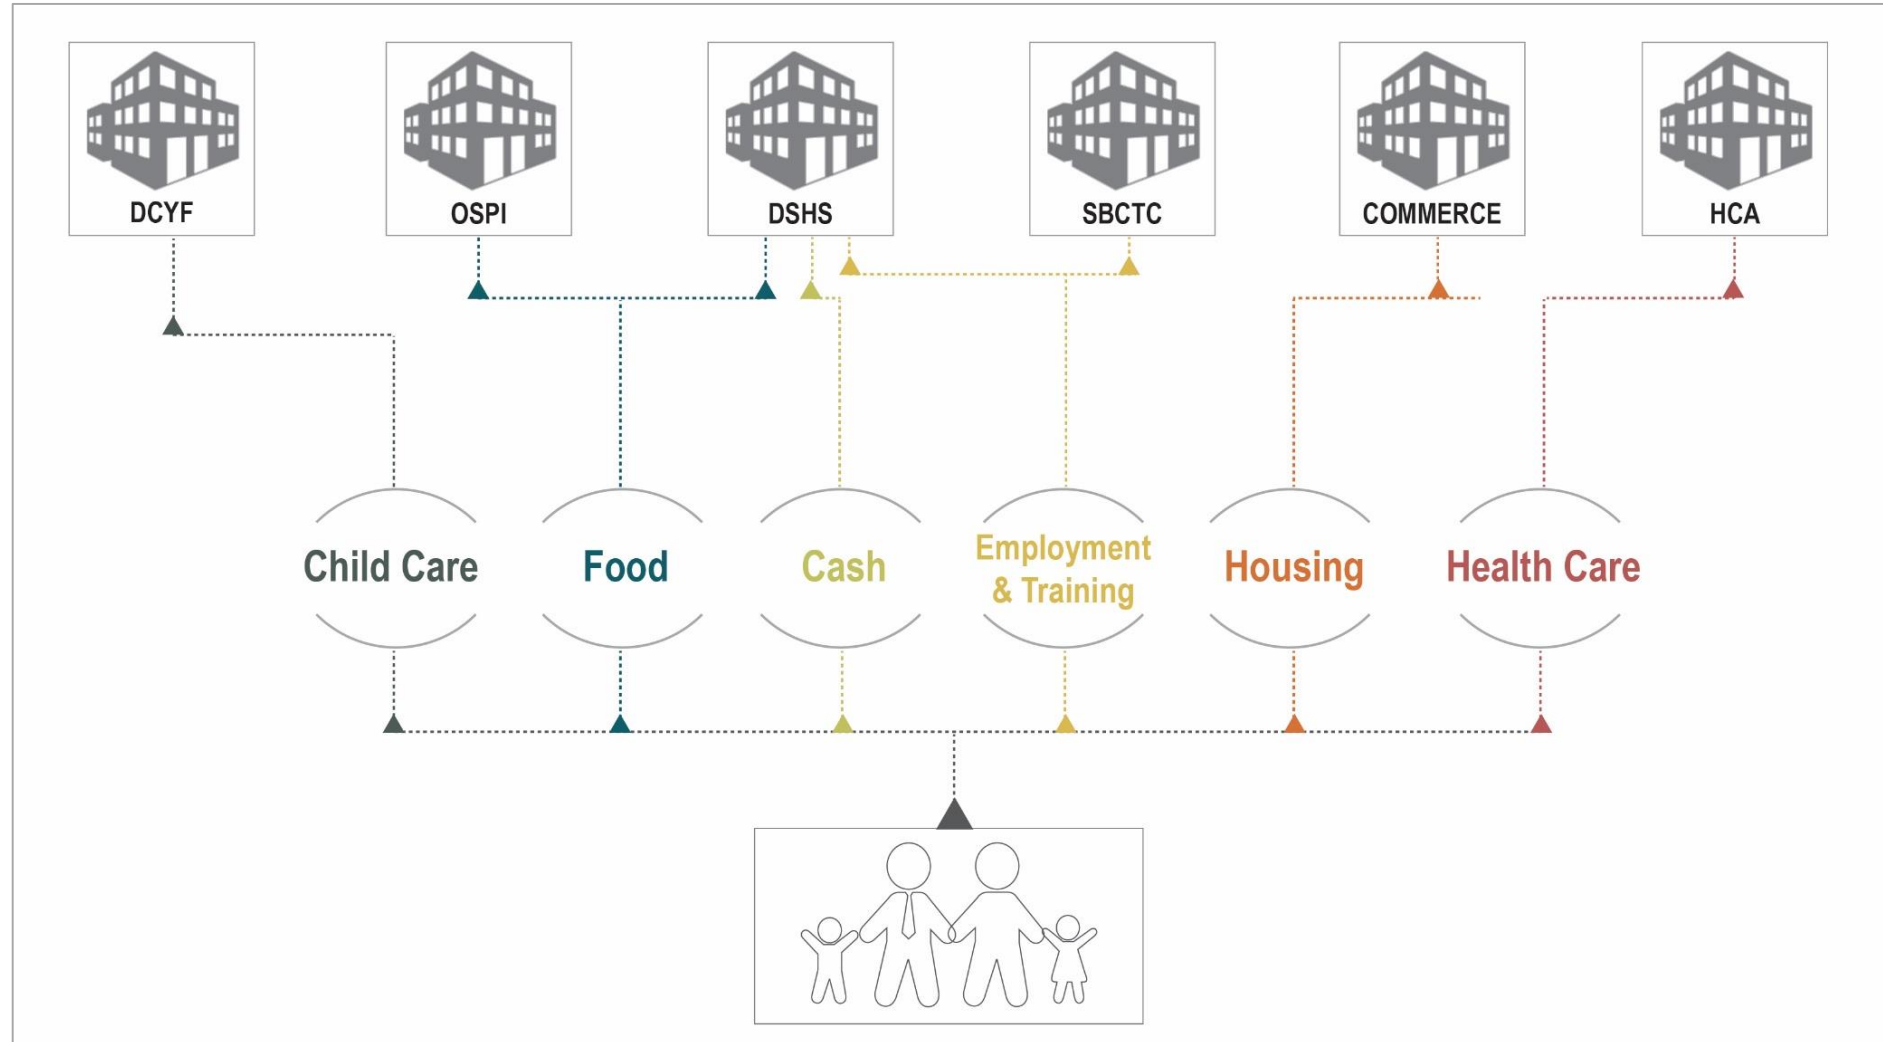 DCYF
OSPI
DSHS
SBCTC
COMMERCE
HCA
Child Care
Food
Cash
Employment
& Training
Housing
Health Care